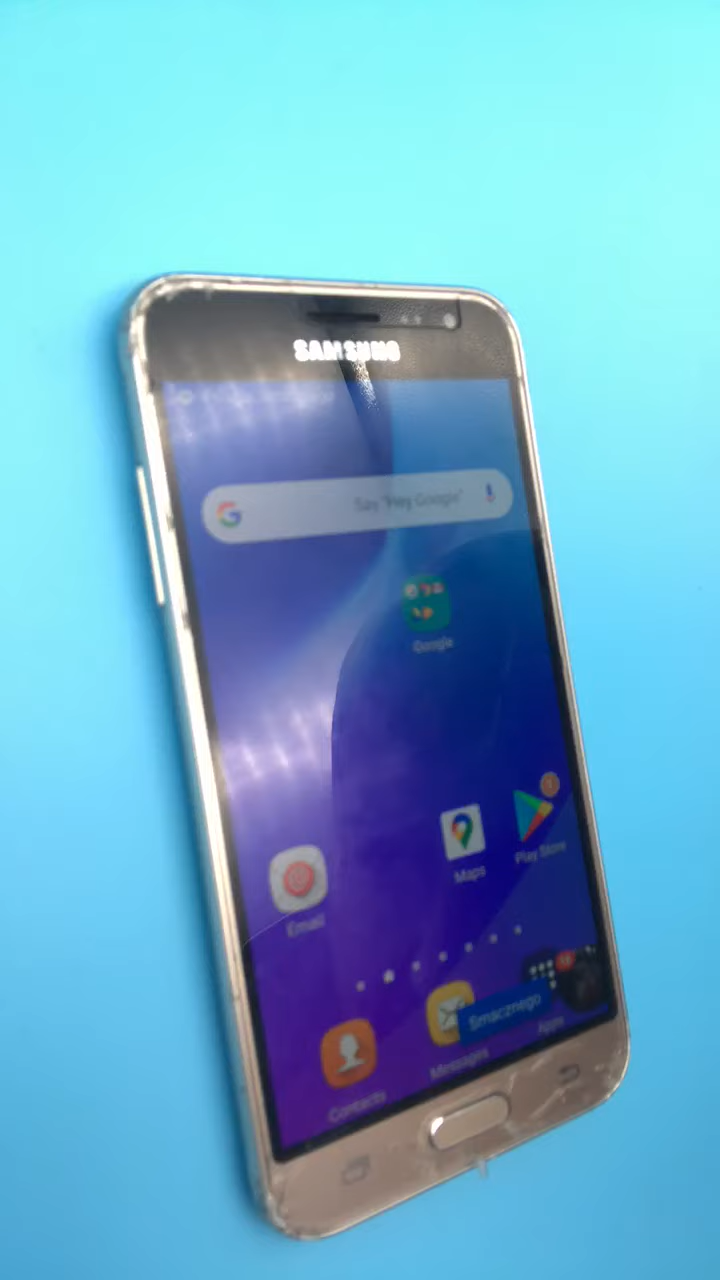 SAMSUNG
Say "Hey Google"
Google
Maps
Play Store
Email
Smacznego
Apps
Messages
Contacts